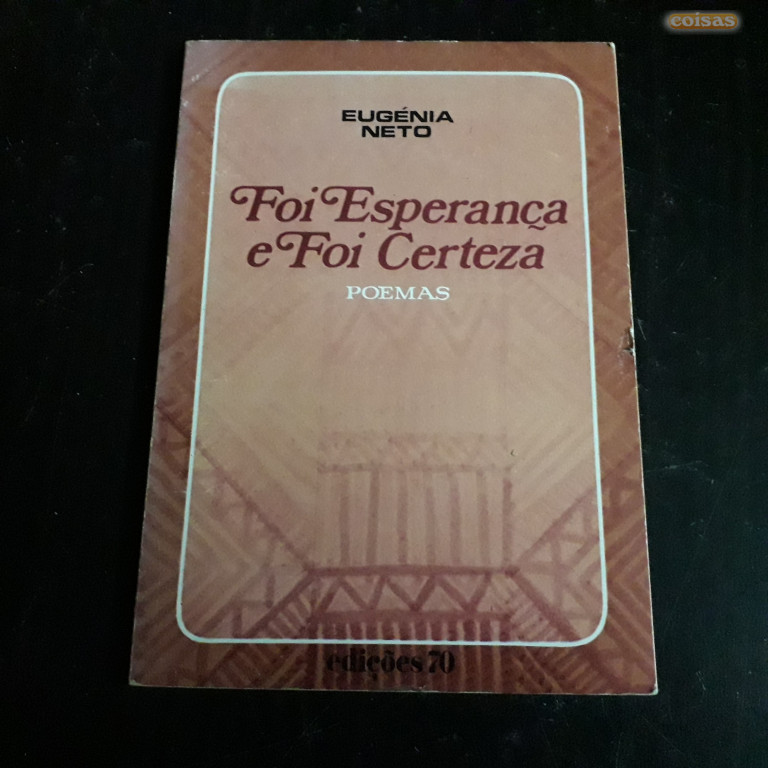 coisas
EUGÉNIA
NETO
Foi Esperança
e Foi Certeza
POEMAS
edições 70